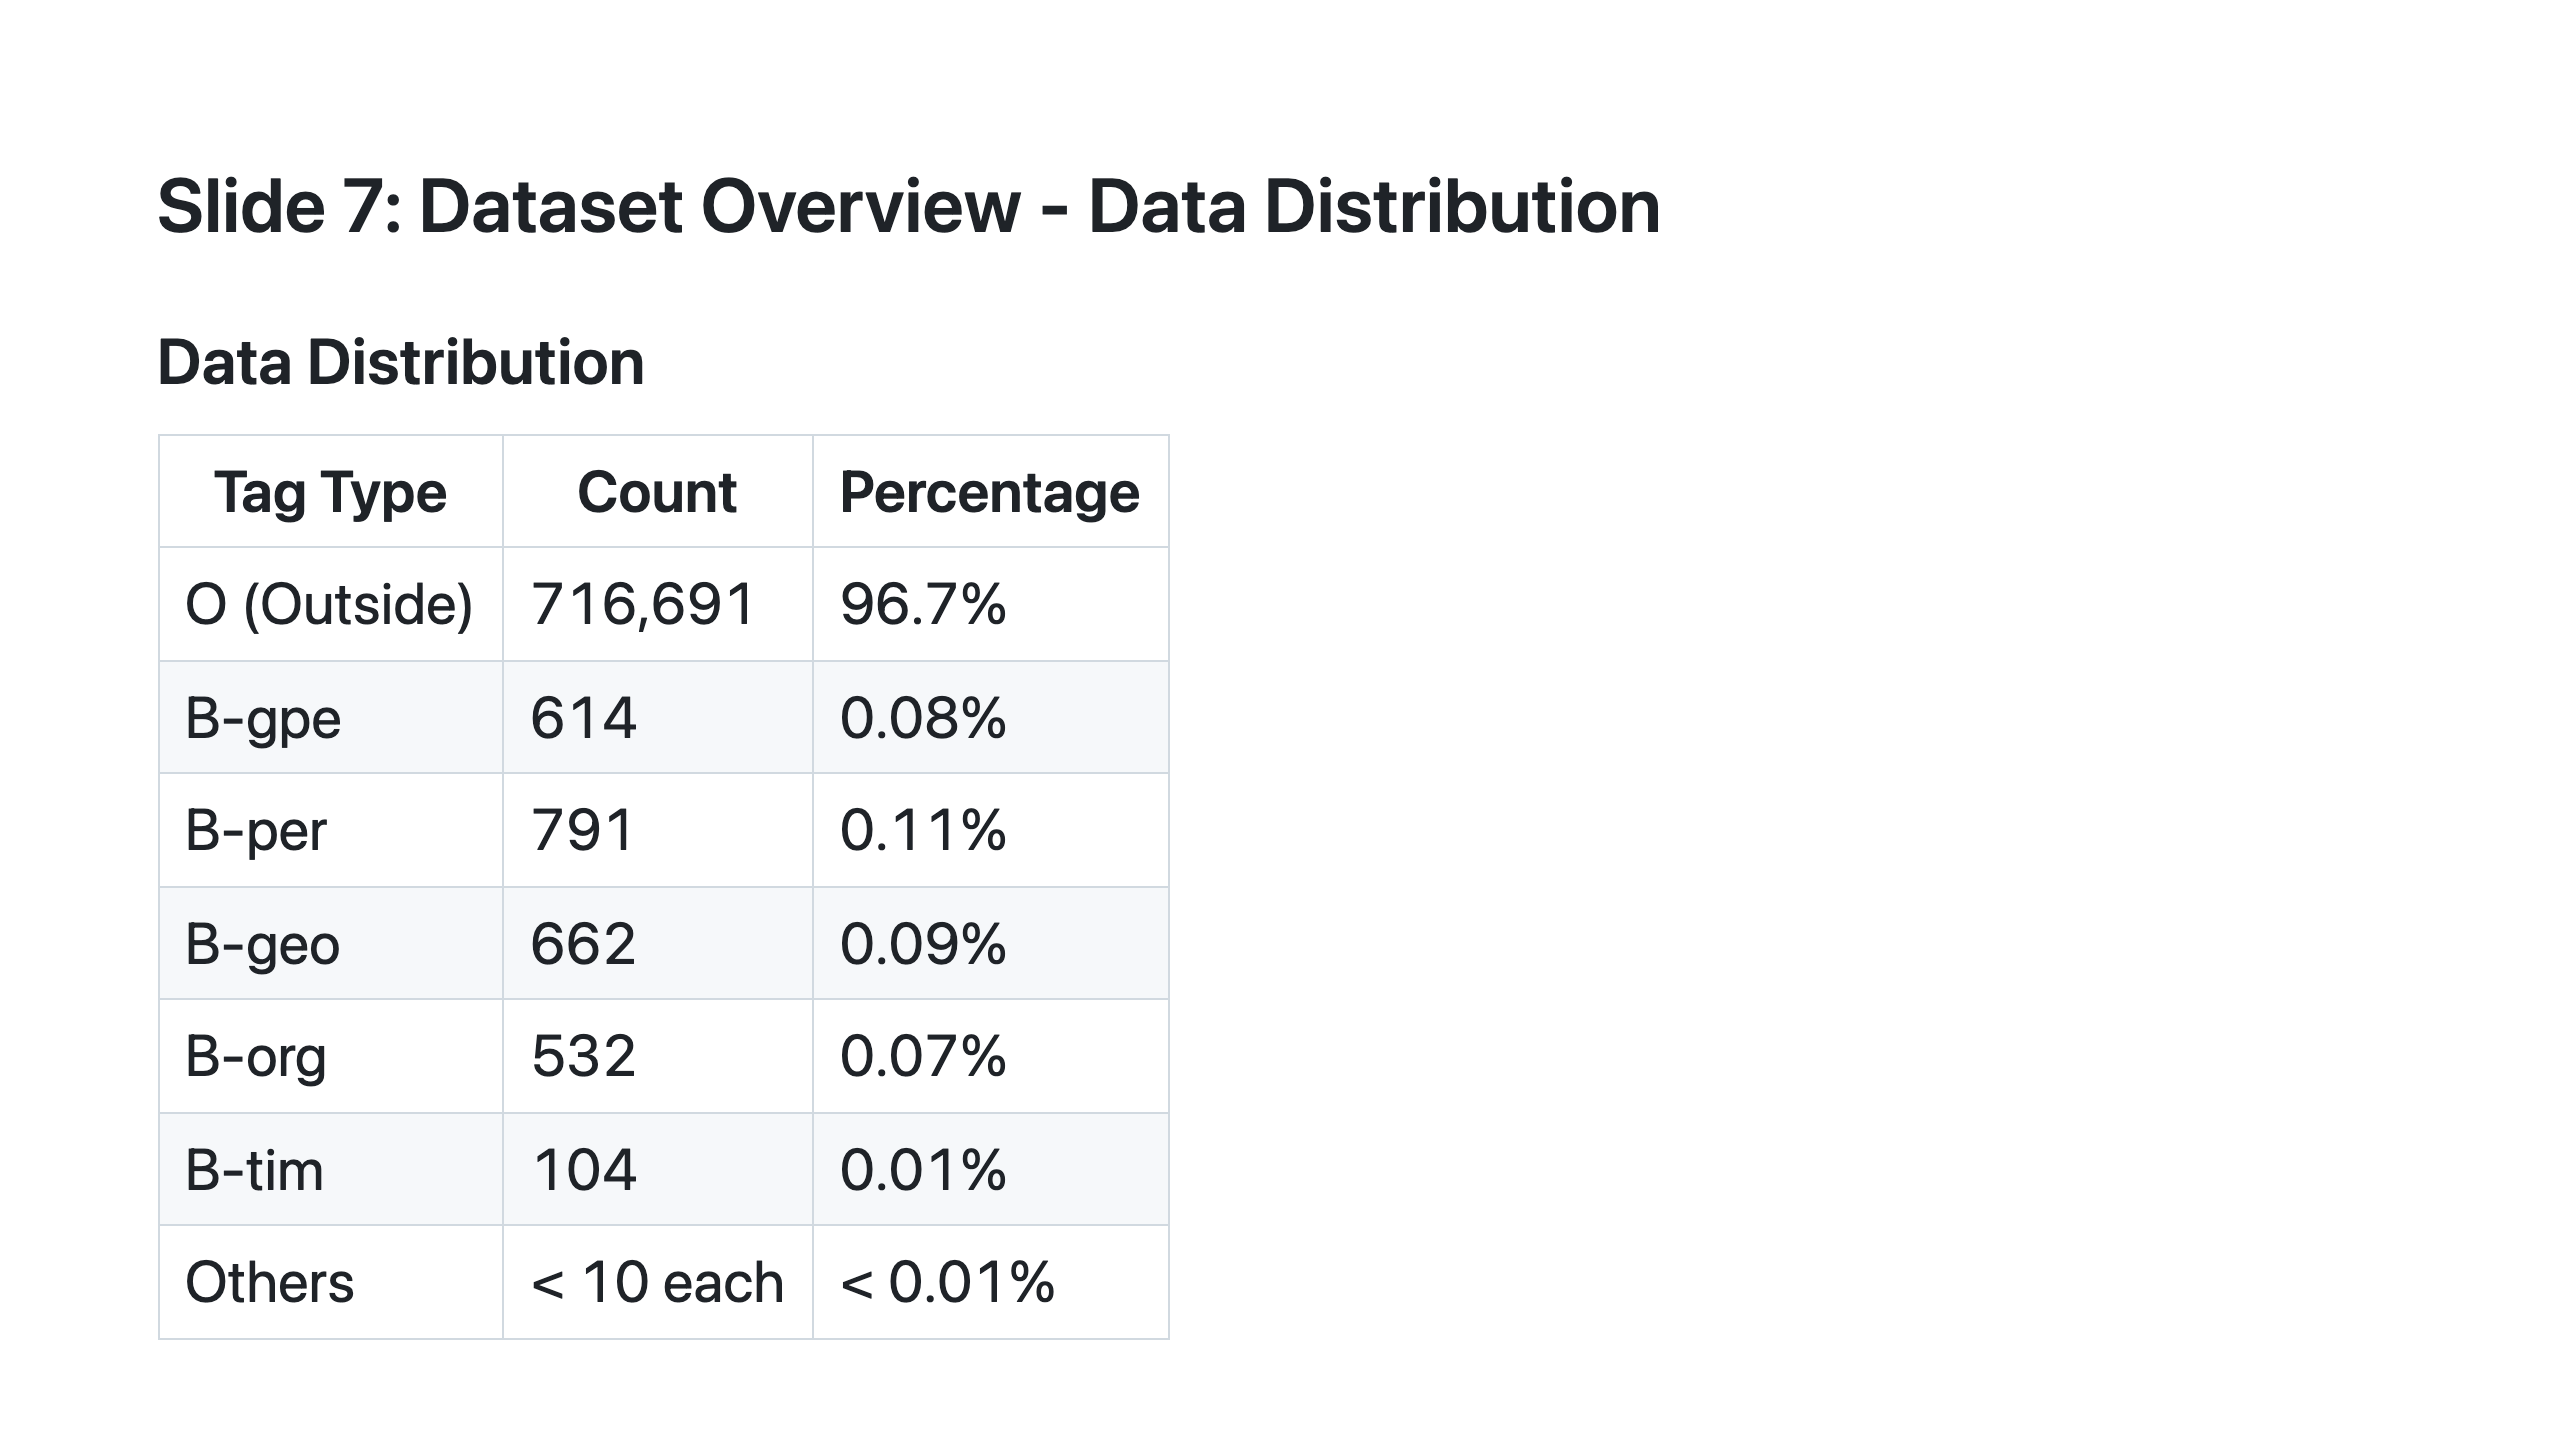 Slide 7: Dataset Overview - Data Distribution
Data Distribution
Tag Type Count Percentage
O (Outside) 716,691 96.7%
B-gpe 614 0.08%
B-per 791 0.11%
B-geo 662 0.09%
B-org 532 0.07%
B-tim 104 0.01%
Others < 10 each < 0.01%